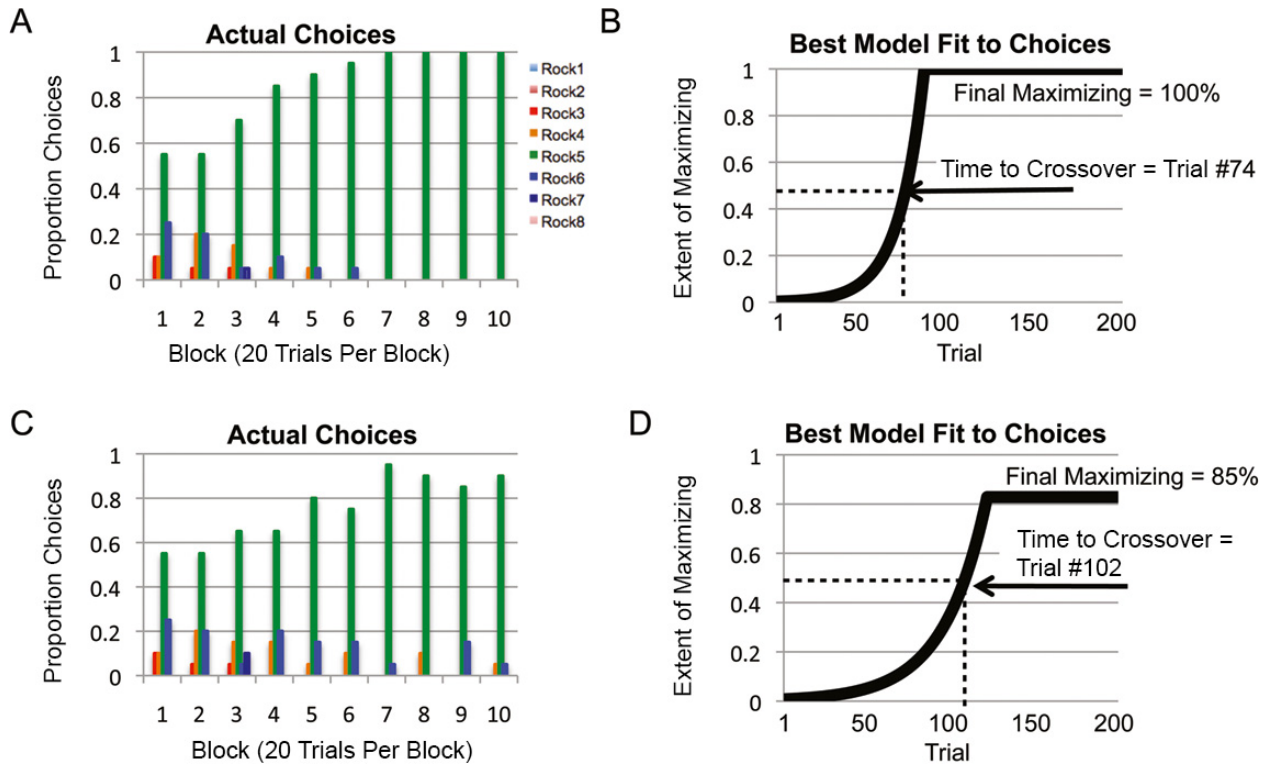 A
Actual Choices
Proportion Choices
1
0.8
0.6
0.4
0.2
0
1 2 3 4 5 6 7 8 9 10
Block (20 Trials Per Block)
Rock1
Rock2
Rock3
Rock4
Rock5
Rock6
Rock7
Rock8
B
Best Model Fit to Choices
Extent of Maximizing
1
0.8
0.6
0.4
0.2
0
Final Maximizing = 100%
Time to Crossover = Trial #74
1 50 100 150 200
Trial
C
Actual Choices
Proportion Choices
1
0.8
0.6
0.4
0.2
0
1 2 3 4 5 6 7 8 9 10
Block (20 Trials Per Block)
D
Best Model Fit to Choices
Extent of Maximizing
1
0.8
0.6
0.4
0.2
0
Final Maximizing = 85%
Time to Crossover =
Trial #102
1 50 100 150 200
Trial